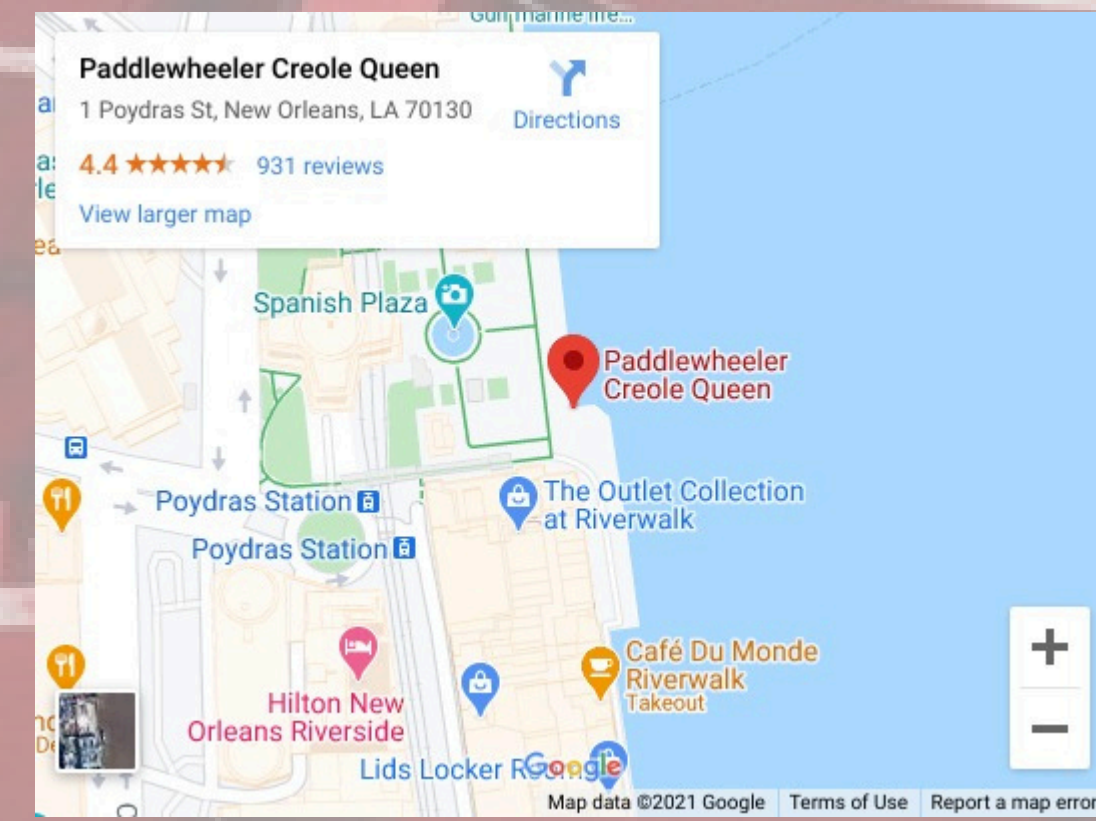 Paddlewheeler Creole Queen
1 Poydras St, New Orleans, LA 70130
Directions
4.4
931 reviews
View larger map
Spanish Plaza
Paddlewheeler
Creole Queen
Poydras Station
Poydras Station
The Outlet Collection
at Riverwalk
Hilton New
Orleans Riverside
Café Du Monde
Riverwalk
Takeout
Lids Locker
Google
Map data ©2021 Google
Terms of Use
Report a map error